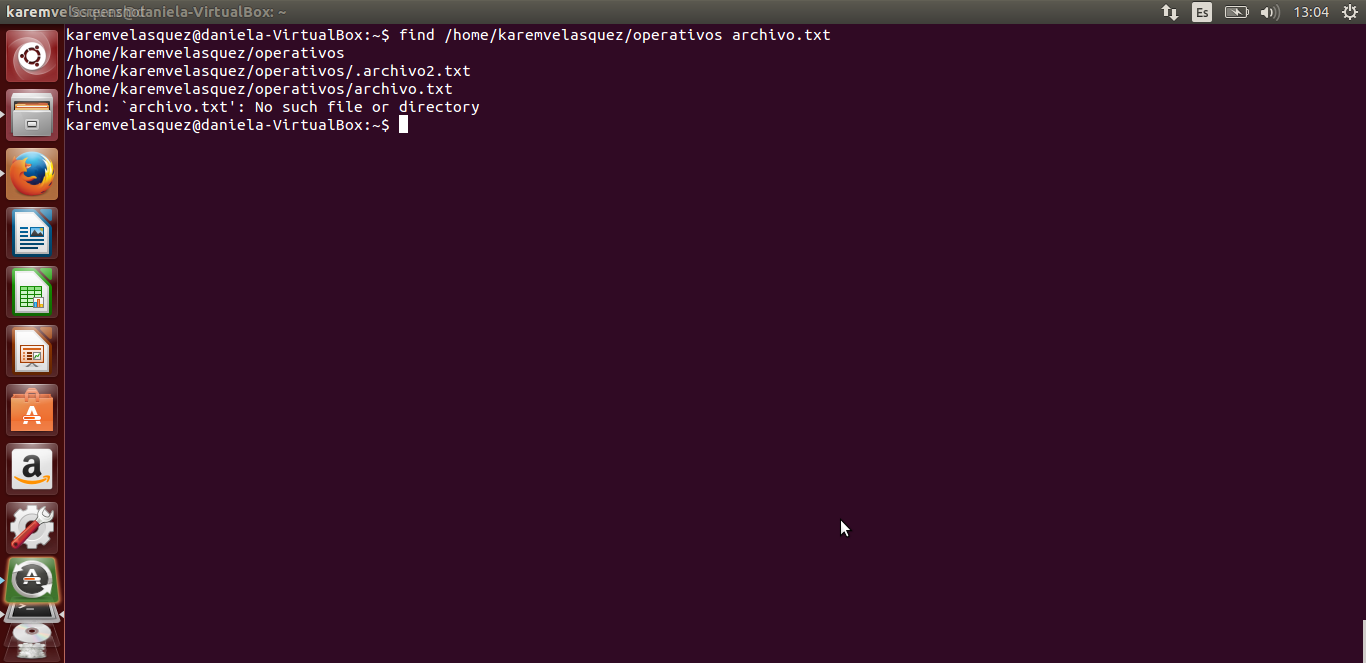 karemvelasquez@daniela-VirtualBox: ~
Es
13:04
karemvelasquez@daniela-VirtualBox:~$ find /home/karemvelasquez/operativos archivo.txt
/home/karemvelasquez/operativos
/home/karemvelasquez/operativos/.archivo2.txt
/home/karemvelasquez/operativos/archivo.txt
find: `archivo.txt': No such file or directory
karemvelasquez@daniela-VirtualBox:~$
a